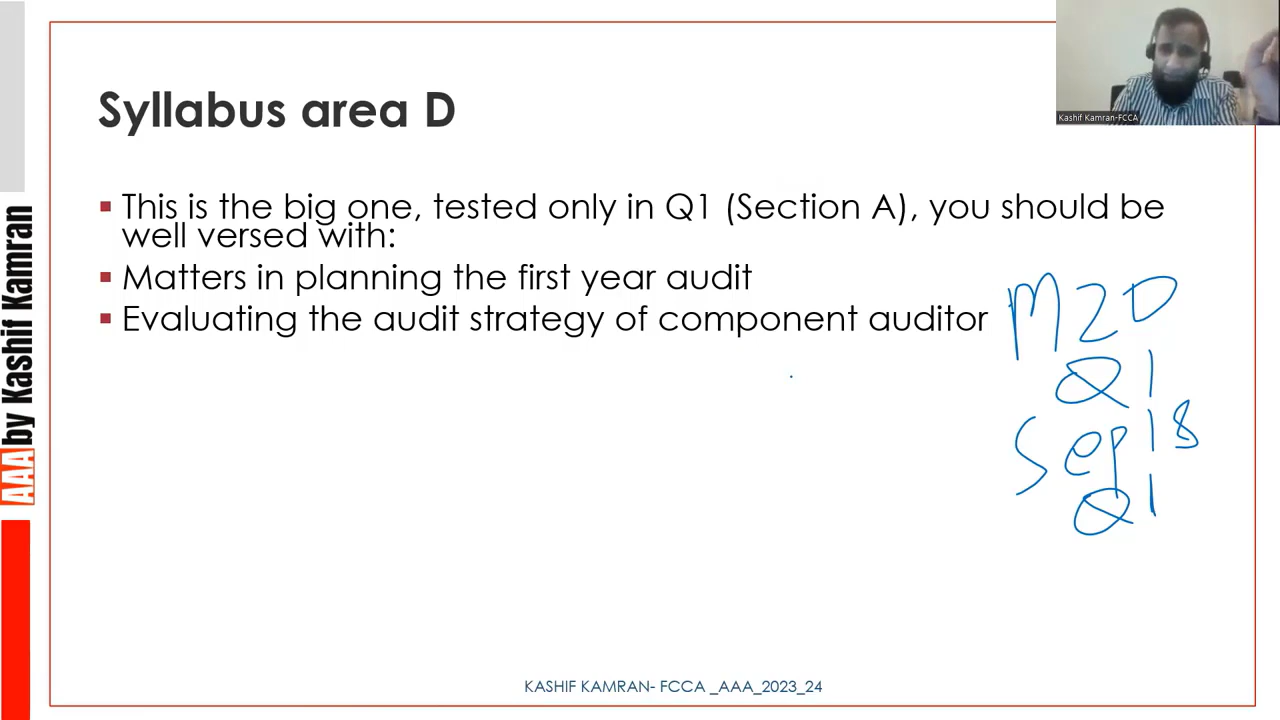 Syllabus area D
Kashif Kamran-FCCA
▪ This is the big one, tested only in Q1 (Section A), you should be
well versed with:
▪ Matters in planning the first year audit
▪ Evaluating the audit strategy of component auditor
M20
Q1
Sep 18
Q1
AAA by Kashif Kamran
KASHIF KAMRAN- FCCA _AAA_2023_24